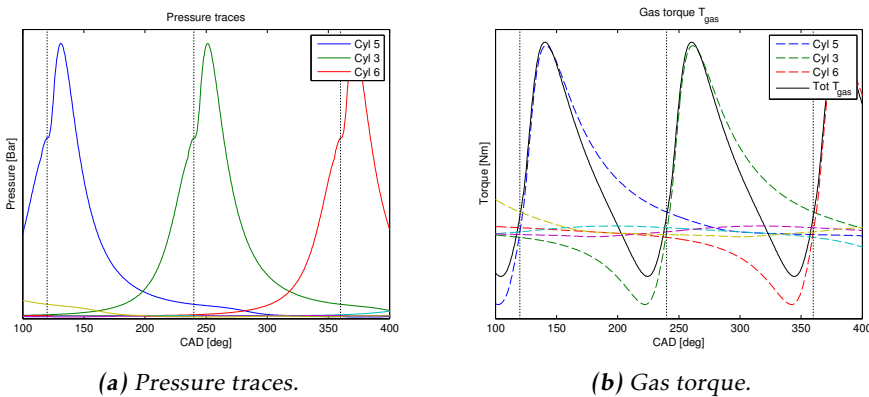 Pressure traces
Cyl 5
Cyl 3
Cyl 6
Pressure [Bar]
100 150 200 250 300 350 400
CAD [deg]
(a) Pressure traces.
Gas torque T_gas
Cyl 5
Cyl 3
Cyl 6
Tot T_gas
Torque [Nm]
100 150 200 250 300 350 400
CAD [deg]
(b) Gas torque.